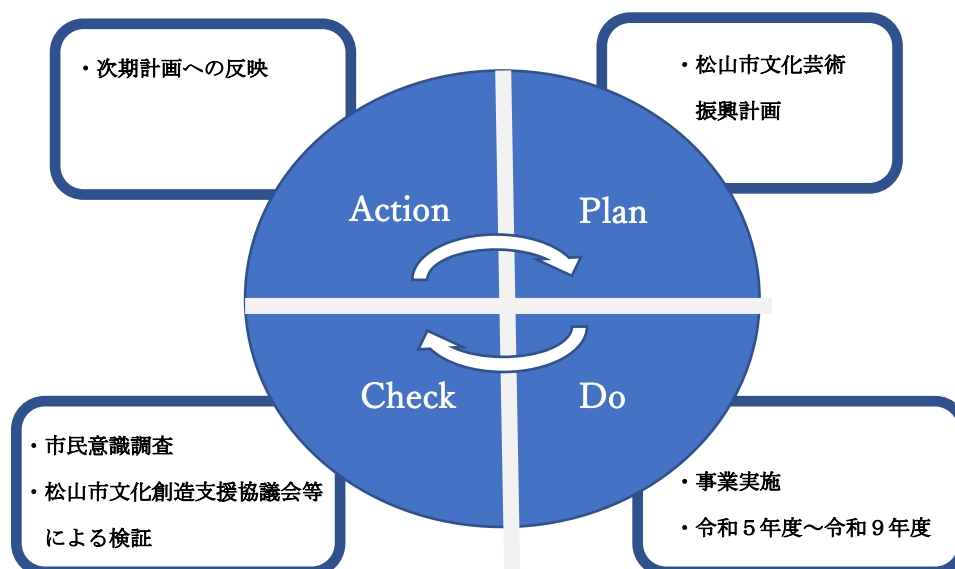 ・次期計画への反映
・松山市文化芸術
振興計画
Action
Plan
Check
Do
・市民意識調査
・松山市文化創造支援協議会等
による検証
・事業実施
・令和５年度～令和９年度